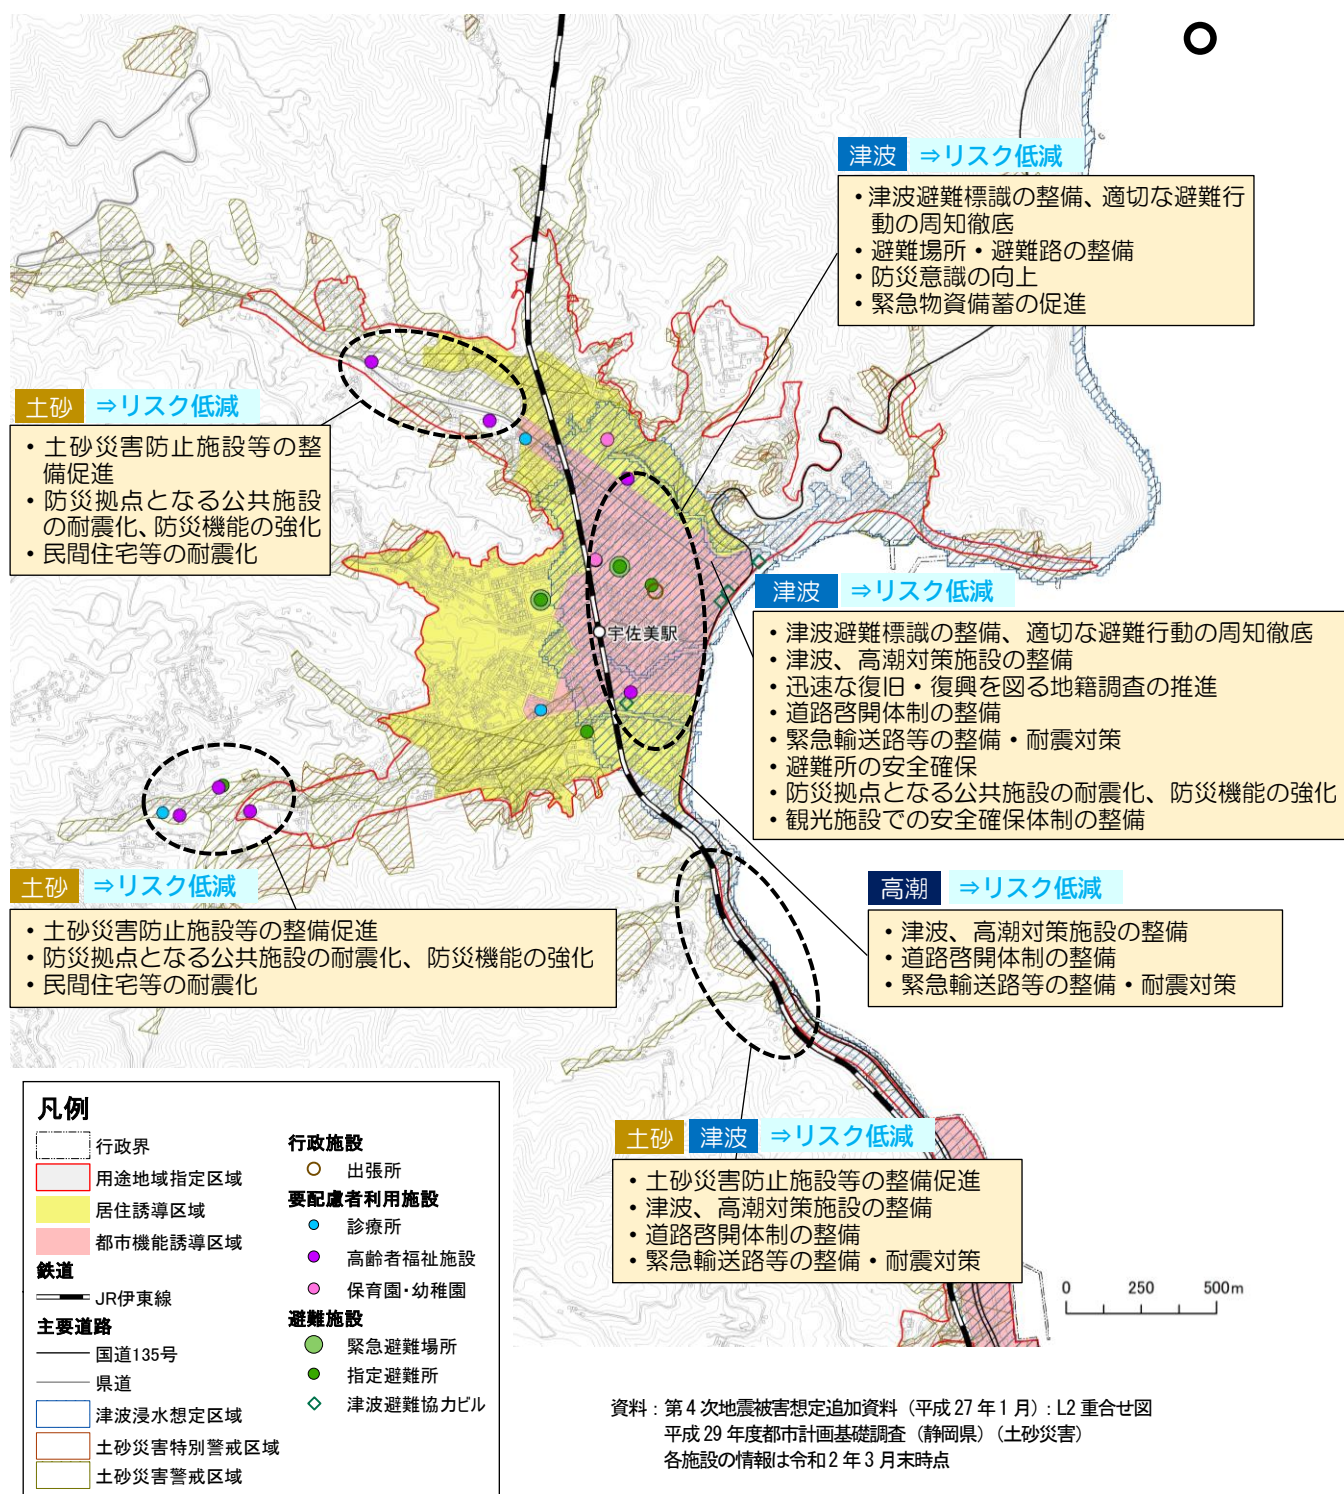 津波 ⇒リスク低減
・津波避難標識の整備、適切な避難行
動の周知徹底
・避難場所・避難路の整備
・防災意識の向上
・緊急物資備蓄の促進
土砂 ⇒リスク低減
・土砂災害防止施設等の整
備促進
・防災拠点となる公共施設
の耐震化、防災機能の強化
・民間住宅等の耐震化
宇佐美駅
津波 ⇒リスク低減
・津波避難標識の整備、適切な避難行動の周知徹底
・津波、高潮対策施設の整備
・迅速な復旧・復興を図る地籍調査の推進
・道路啓開体制の整備
・緊急輸送路等の整備・耐震対策
・避難所の安全確保
・防災拠点となる公共施設の耐震化、防災機能の強化
・観光施設での安全確保体制の整備
土砂 ⇒リスク低減
・土砂災害防止施設等の整備促進
・防災拠点となる公共施設の耐震化、防災機能の強化
・民間住宅等の耐震化
高潮 ⇒リスク低減
・津波、高潮対策施設の整備
・道路啓開体制の整備
・緊急輸送路等の整備・耐震対策
土砂 津波 ⇒リスク低減
・土砂災害防止施設等の整備促進
・津波、高潮対策施設の整備
・道路啓開体制の整備
・緊急輸送路等の整備・耐震対策
凡例
行政界
用途地域指定区域
居住誘導区域
都市機能誘導区域
鉄道
JR伊東線
主要道路
国道135号
県道
津波浸水想定区域
土砂災害特別警戒区域
土砂災害警戒区域
行政施設
出張所
要配慮者利用施設
診療所
高齢者福祉施設
保育園・幼稚園
避難施設
緊急避難場所
指定避難所
津波避難協力ビル
0 250 500m
資料：第4次地震被害想定追加資料（平成27年1月）：L2重合せ図
平成29年度都市計画基礎調査（静岡県）（土砂災害）
各施設の情報は令和2年3月末時点